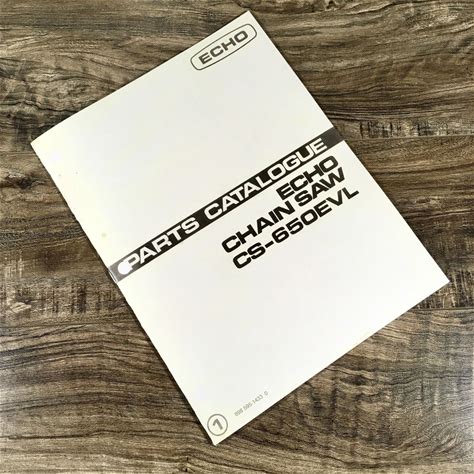 ECHO
PARTS CATALOGUE
ECHO
CHAIN SAW
CS-650EVL
1